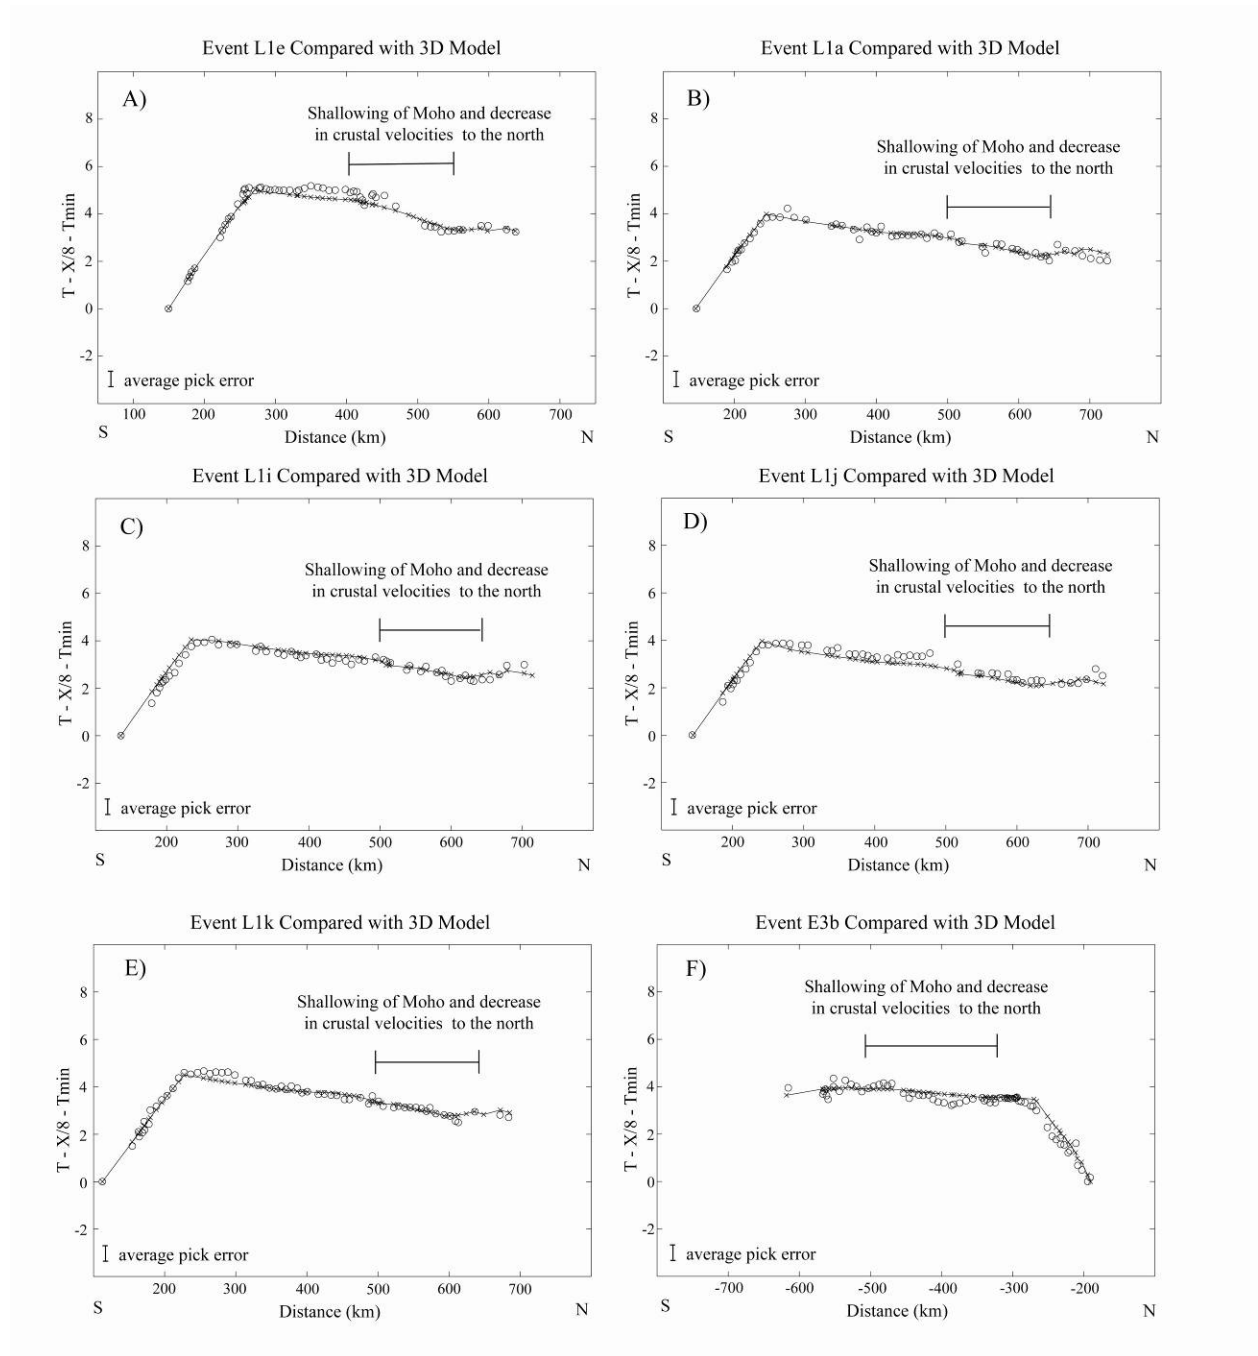 Event L1e Compared with 3D Model
A)
Shallowing of Moho and decrease
in crustal velocities to the north
T - X/8 - Tmin
8
6
4
2
0
-2
average pick error
100 200 300 400 500 600 700
S Distance (km) N
Event L1a Compared with 3D Model
B)
Shallowing of Moho and decrease
in crustal velocities to the north
T - X/8 - Tmin
8
6
4
2
0
-2
average pick error
200 300 400 500 600 700
S Distance (km) N
Event L1i Compared with 3D Model
C)
Shallowing of Moho and decrease
in crustal velocities to the north
T - X/8 - Tmin
8
6
4
2
0
-2
average pick error
200 300 400 500 600 700
S Distance (km) N
Event L1j Compared with 3D Model
D)
Shallowing of Moho and decrease
in crustal velocities to the north
T - X/8 - Tmin
8
6
4
2
0
-2
average pick error
200 300 400 500 600 700
S Distance (km) N
Event L1k Compared with 3D Model
E)
Shallowing of Moho and decrease
in crustal velocities to the north
T - X/8 - Tmin
8
6
4
2
0
-2
average pick error
200 300 400 500 600 700
S Distance (km) N
Event E3b Compared with 3D Model
F)
Shallowing of Moho and decrease
in crustal velocities to the north
T - X/8 - Tmin
8
6
4
2
0
-2
average pick error
-700 -600 -500 -400 -300 -200
S Distance (km) N